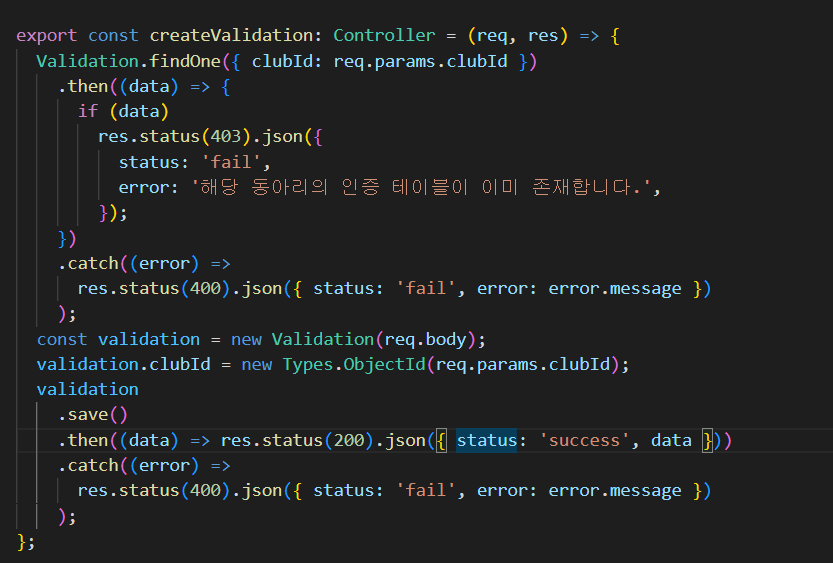 export const createValidation: Controller = (req, res) => {
  Validation.findOne({ clubId: req.params.clubId })
    .then((data) => {
      if (data)
        res.status(403).json({
          status: 'fail',
          error: '해당 동아리의 인증 테이블이 이미 존재합니다.',
        });
    })
    .catch((error) =>
      res.status(400).json({ status: 'fail', error: error.message })
    );
  const validation = new Validation(req.body);
  validation.clubId = new Types.ObjectId(req.params.clubId);
  validation
    .save()
    .then((data) => res.status(200).json({ status: 'success', data }))
    .catch((error) =>
      res.status(400).json({ status: 'fail', error: error.message })
    );
};